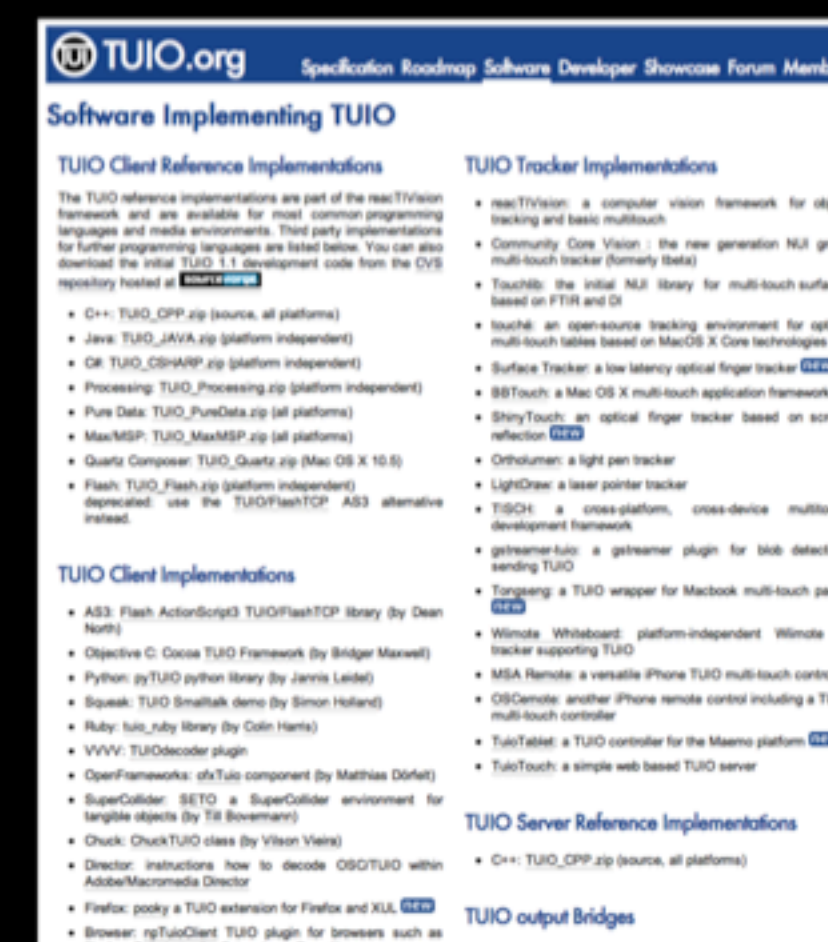 TUIO.org
Specification Roadmap Software Developer Showcase Forum Memb
Software Implementing TUIO
TUIO Client Reference Implementations
The TUIO reference implementations are part of the reacTIVision
framework and are available for most common programming
languages and media environments. Third party implementations
for further programming languages are listed below. You can also
download the initial TUIO 1.1 development code from the CVS
repository hosted at sourceforge
C++: TUIO_CPP.zip (source, all platforms)
Java: TUIO_JAVA.zip (platform independent)
C#: TUIO_CSHARP.zip (platform independent)
Processing: TUIO_Processing.zip (platform independent)
Pure Data: TUIO_PureData.zip (all platforms)
Max/MSP: TUIO_MaxMSP.zip (all platforms)
Quartz Composer: TUIO_Quartz.zip (Mac OS X 10.5)
Flash: TUIO_Flash.zip (platform independent)
deprecated: use the TUIO/FlashTCP AS3 alternative
instead.
TUIO Client Implementations
AS3: Flash ActionScript3 TUIO/FlashTCP library (by Dean
North)
Objective C: Cocoa TUIO Framework (by Bridger Maxwell)
Python: pyTUIO python library (by Jannis Leidel)
Squeak: TUIO Smalltalk demo (by Simon Holland)
Ruby: tuio_ruby library (by Colin Harris)
VVVV: TUIOdecoder plugin
OpenFrameworks: ofxTuio component (by Matthias Dörfelt)
SuperCollider: SETO a SuperCollider environment for
tangible objects (by Till Bovermann)
Chuck: ChuckTUIO class (by Vilson Vieira)
Director: instructions how to decode OSC/TUIO within
Adobe/Macromedia Director
Firefox: pooky a TUIO extension for Firefox and XUL new
Browser: npTuioClient TUIO plugin for browsers such as
TUIO Tracker Implementations
reacTIVision: a computer vision framework for obj
tracking and basic multitouch
Community Core Vision : the new generation NUI gr
multi-touch tracker (formerly tbeta)
Touchlib: the initial NUI library for multi-touch surfa
based on FTIR and DI
touché: an open-source tracking environment for opt
multi-touch tables based on MacOS X Core technologies
Surface Tracker: a low latency optical finger tracker new
BBTouch: a Mac OS X multi-touch application framework
ShinyTouch: an optical finger tracker based on scr
reflection new
Ortholumen: a light pen tracker
LightDraw: a laser pointer tracker
TISCH: a cross-platform, cross-device multito
development framework
gstreamer-tuio: a gstreamer plugin for blob detect
sending TUIO
Tongseng: a TUIO wrapper for Macbook multi-touch pa
new
Wiimote Whiteboard: platform-independent Wiimote
tracker supporting TUIO
MSA Remote: a versatile iPhone TUIO multi-touch contro
OSCemote: another iPhone remote control including a TU
multi-touch controller
TuioTablet: a TUIO controller for the Maemo platform new
TuioTouch: a simple web based TUIO server
TUIO Server Reference Implementations
C++: TUIO_CPP.zip (source, all platforms)
TUIO output Bridges